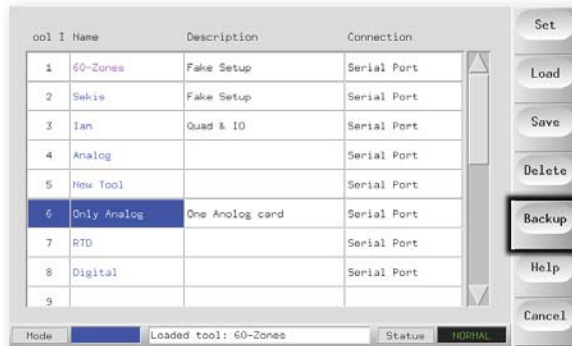 ool I Name Description Connection
1 60-Zones Fake Setup Serial Port
2 Sekis Fake Setup Serial Port
3 Ian Quad & IO Serial Port
4 Analog Serial Port
5 New Tool Serial Port
6 Only Analog One Anolog card Serial Port
7 RTD Serial Port
8 Digital Serial Port
9
Mode Loaded tool: 60-Zones Status NORMAL
Set
Load
Save
Delete
Backup
Help
Cancel